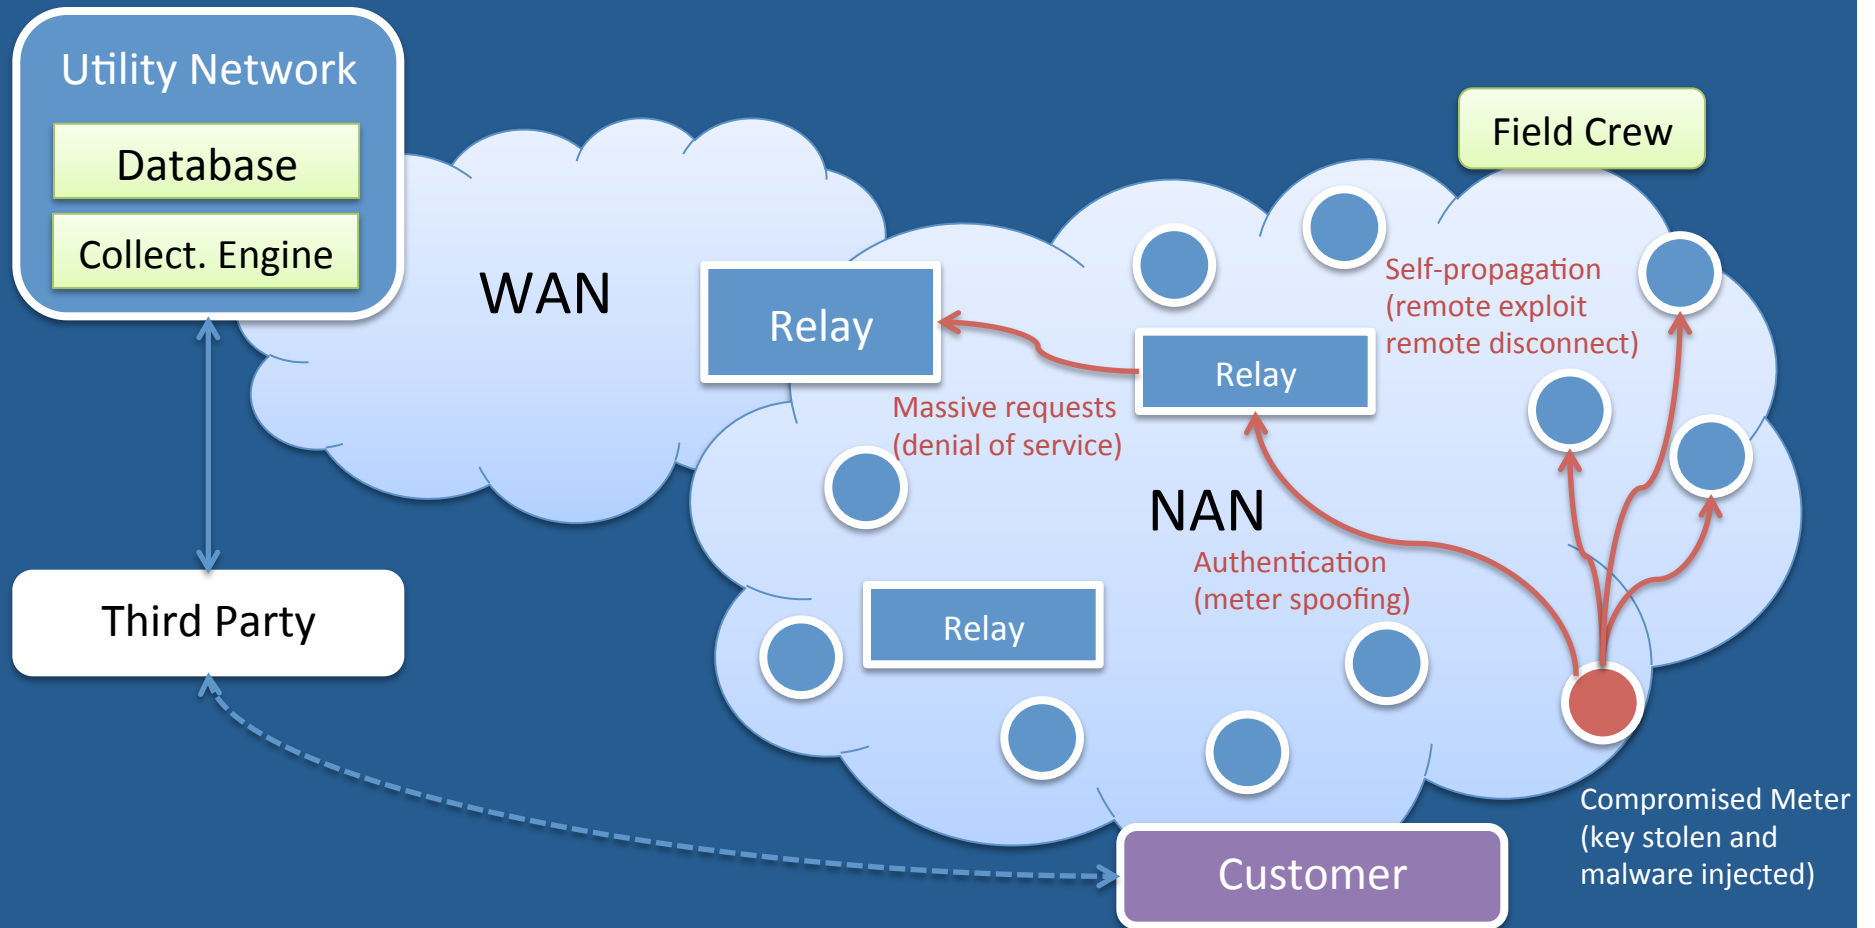 Utility Network
Database
Collect. Engine
WAN
Field Crew
Relay
Self-propagation
(remote exploit
remote disconnect)
Relay
Massive requests
(denial of service)
NAN
Authentication
(meter spoofing)
Third Party
Relay
Compromised Meter
(key stolen and
malware injected)
Customer